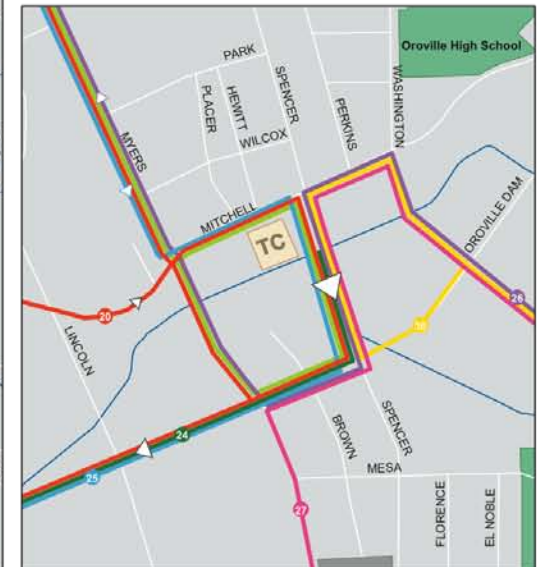 Oroville High School
PARK
SPENCER
WASHINGTON
PLACER
HEWITT
PERKINS
MYERS
WILCOX
MITCHELL
TC
OROVILLE DAM
26
20
30
LINCOLN
24
25
BROWN
SPENCER
MESA
27
FLORENCE
EL NOBLE